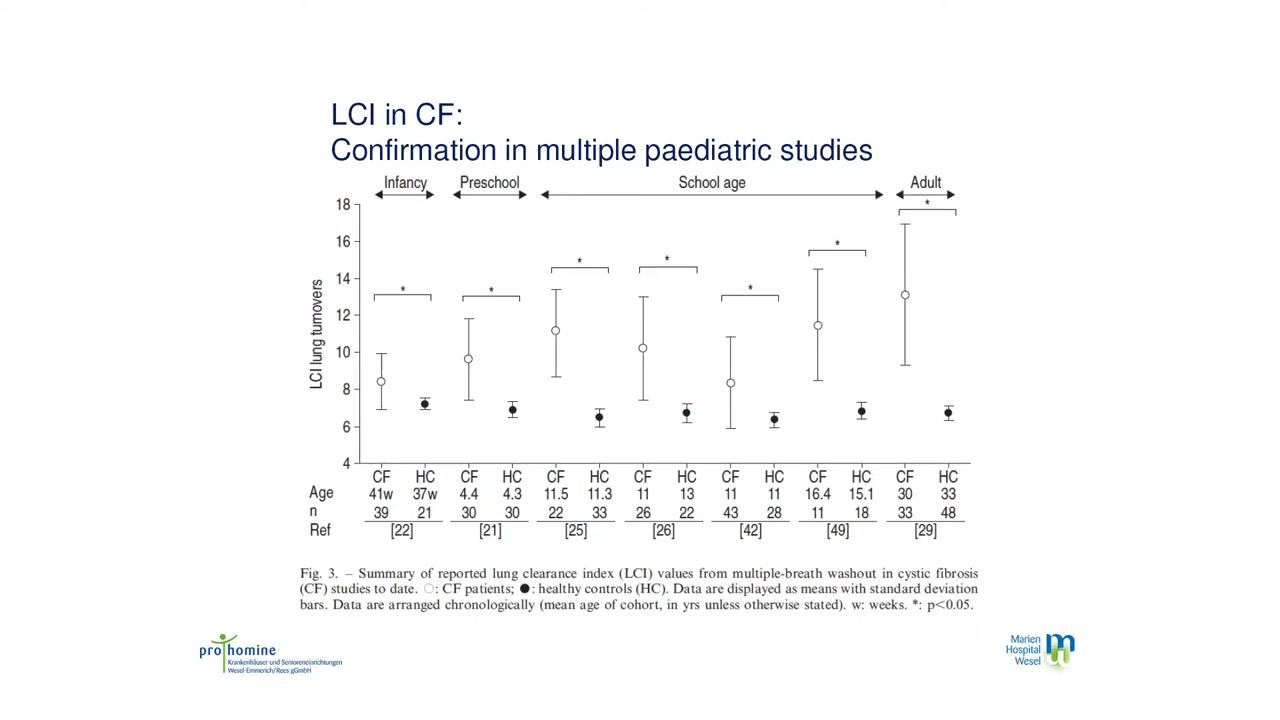 LCI in CF:
Confirmation in multiple paediatric studies
Infancy Preschool School age Adult
18
16
14
12
10
8
6
4
LCI lung turnovers
* * * * * * *
CF HC CF HC CF HC CF HC CF HC CF HC CF HC
Age 41w 37w 4.4 4.3 11.5 11.3 11 13 11 11 16.4 15.1 30 33
n 39 21 30 30 22 33 26 22 43 28 11 18 33 48
Ref [22] [21] [25] [26] [42] [49] [29]
Fig. 3. – Summary of reported lung clearance index (LCI) values from multiple-breath washout in cystic fibrosis
(CF) studies to date. ○: CF patients; ●: healthy controls (HC). Data are displayed as means with standard deviation
bars. Data are arranged chronologically (mean age of cohort, in yrs unless otherwise stated). w: weeks. *: p<0.05.
prohomine
Krankenhäuser und Senioreneinrichtungen
Wesel-Emmerich/Rees gGmbH
Marien
Hospital
Wesel